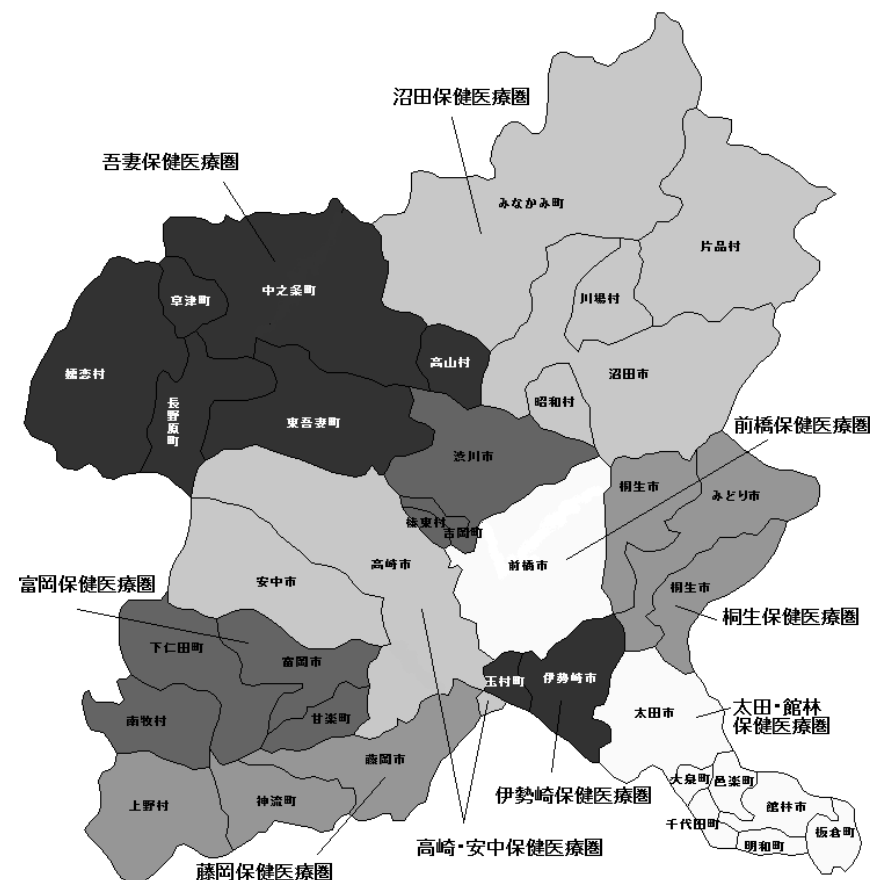 沼田保健医療圏
吾妻保健医療圏
みなかみ町
片品村
草津町
中之条町
川場村
嬬恋村
高山村
沼田市
昭和村
長野原町
東吾妻町
前橋保健医療圏
渋川市
桐生市
みどり市
榛東村
吉岡町
高崎市
前橋市
安中市
富岡保健医療圏
桐生市
桐生保健医療圏
下仁田町
富岡市
玉村町
伊勢崎市
太田市
太田・館林
保健医療圏
南牧村
甘楽町
藤岡市
大泉町
邑楽町
伊勢崎保健医療圏
上野村
神流町
館林市
千代田町
板倉町
明和町
高崎・安中保健医療圏
藤岡保健医療圏